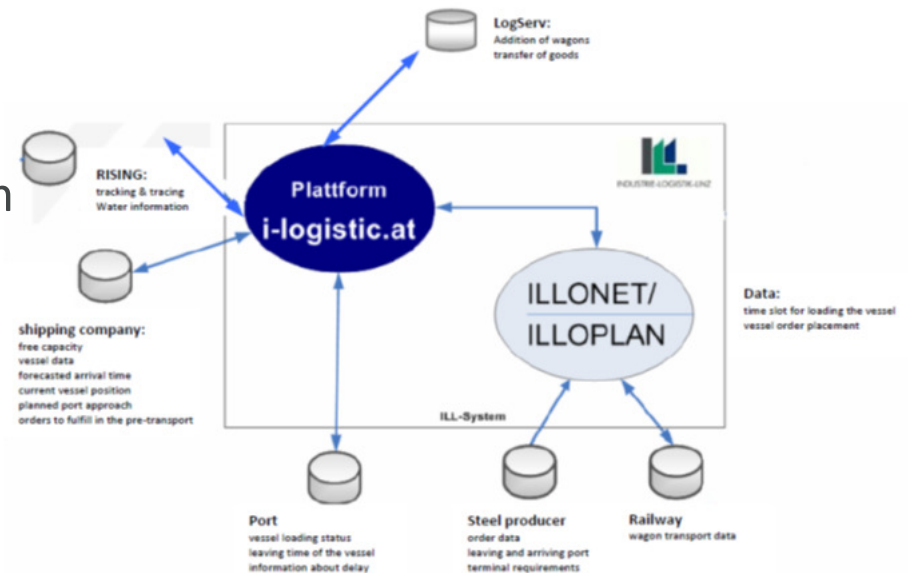 LogServ:
Addition of wagons
transfer of goods
RISING:
tracking & tracing
Water information
n
Plattform
i-logistic.at
ILL.
INDUSTRIE-LOGISTIK-LINZ
ILLONET/
ILLOPLAN
Data:
time slot for loading the vessel
vessel order placement
shipping company:
free capacity
vessel data
forecasted arrival time
current vessel position
planned port approach
orders to fulfill in the pre-transport
ILL-System
Port
vessel loading status
leaving time of the vessel
information about delay
Steel producer
order data
leaving and arriving port
terminal requirements
Railway
wagon transport data